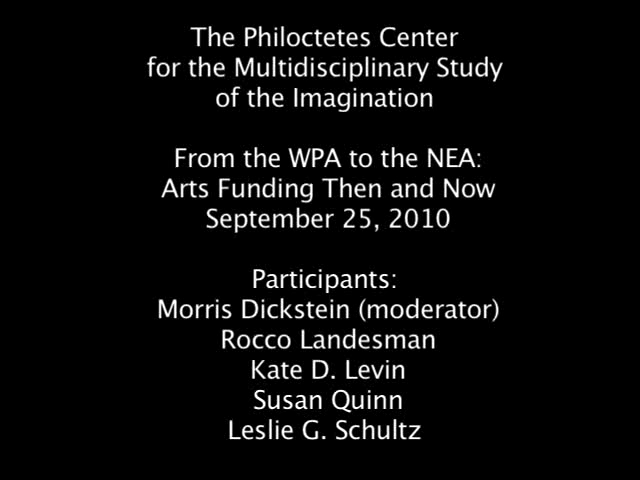 The Philoctetes Center
for the Multidisciplinary Study
of the Imagination
From the WPA to the NEA:
Arts Funding Then and Now
September 25, 2010
Participants:
Morris Dickstein (moderator)
Rocco Landesman
Kate D. Levin
Susan Quinn
Leslie G. Schultz